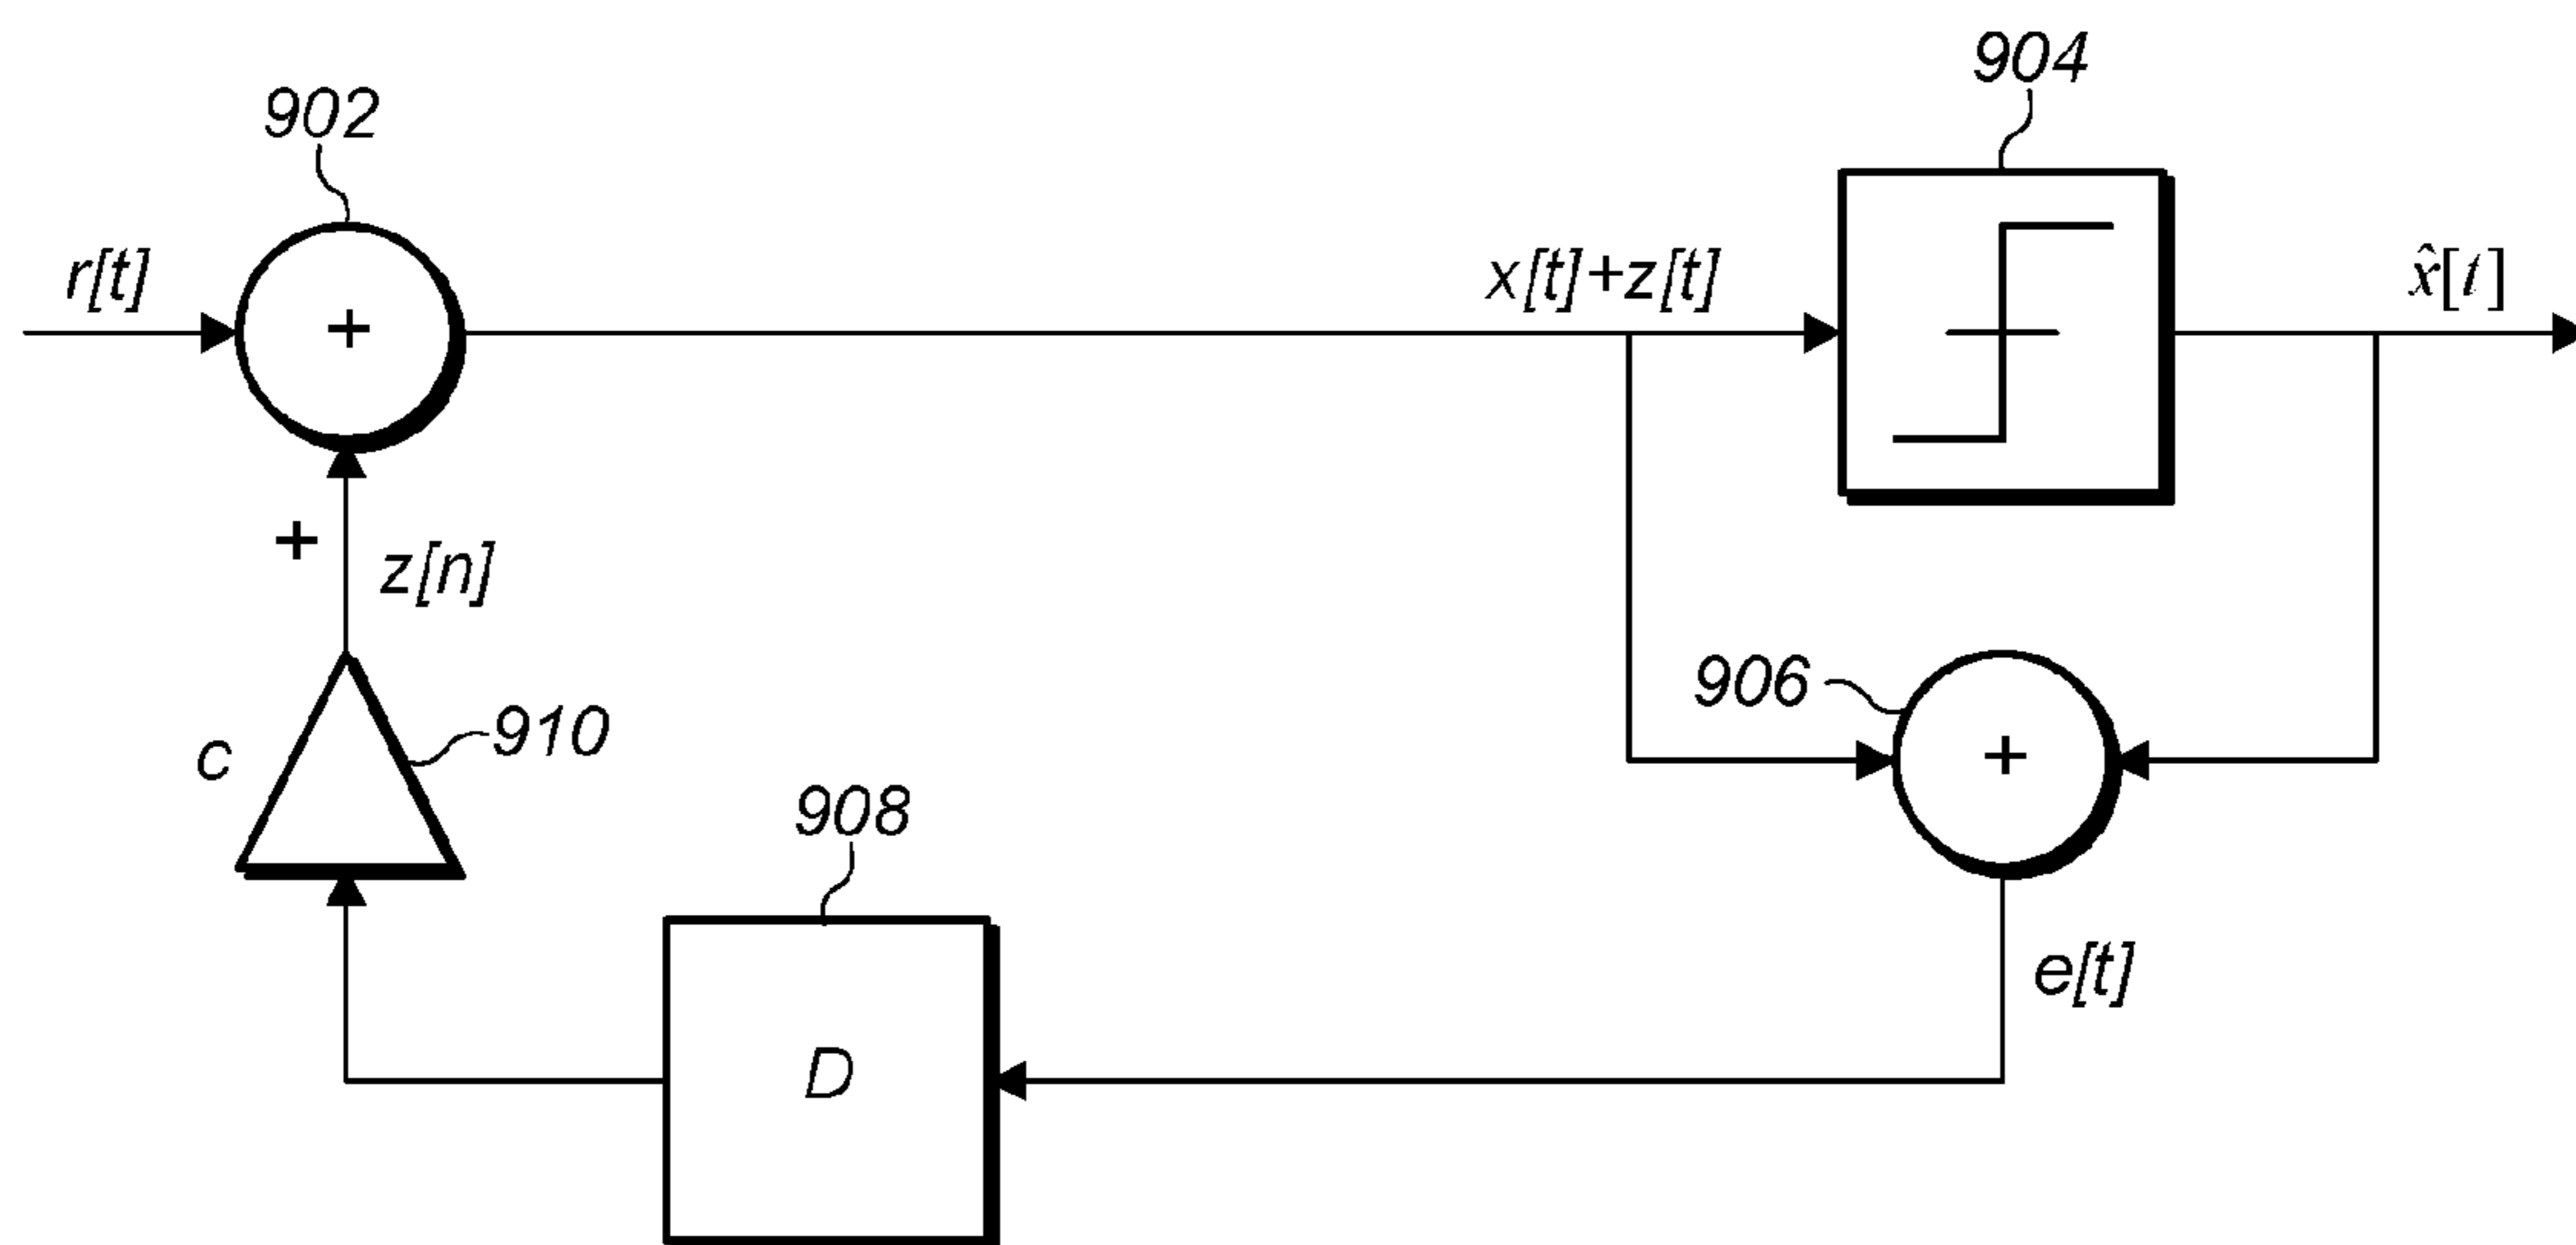 904
902
r[t]
+
x[t]+z[t]
x̂[t]
+
z[n]
906
+
c
910
908
e[t]
D